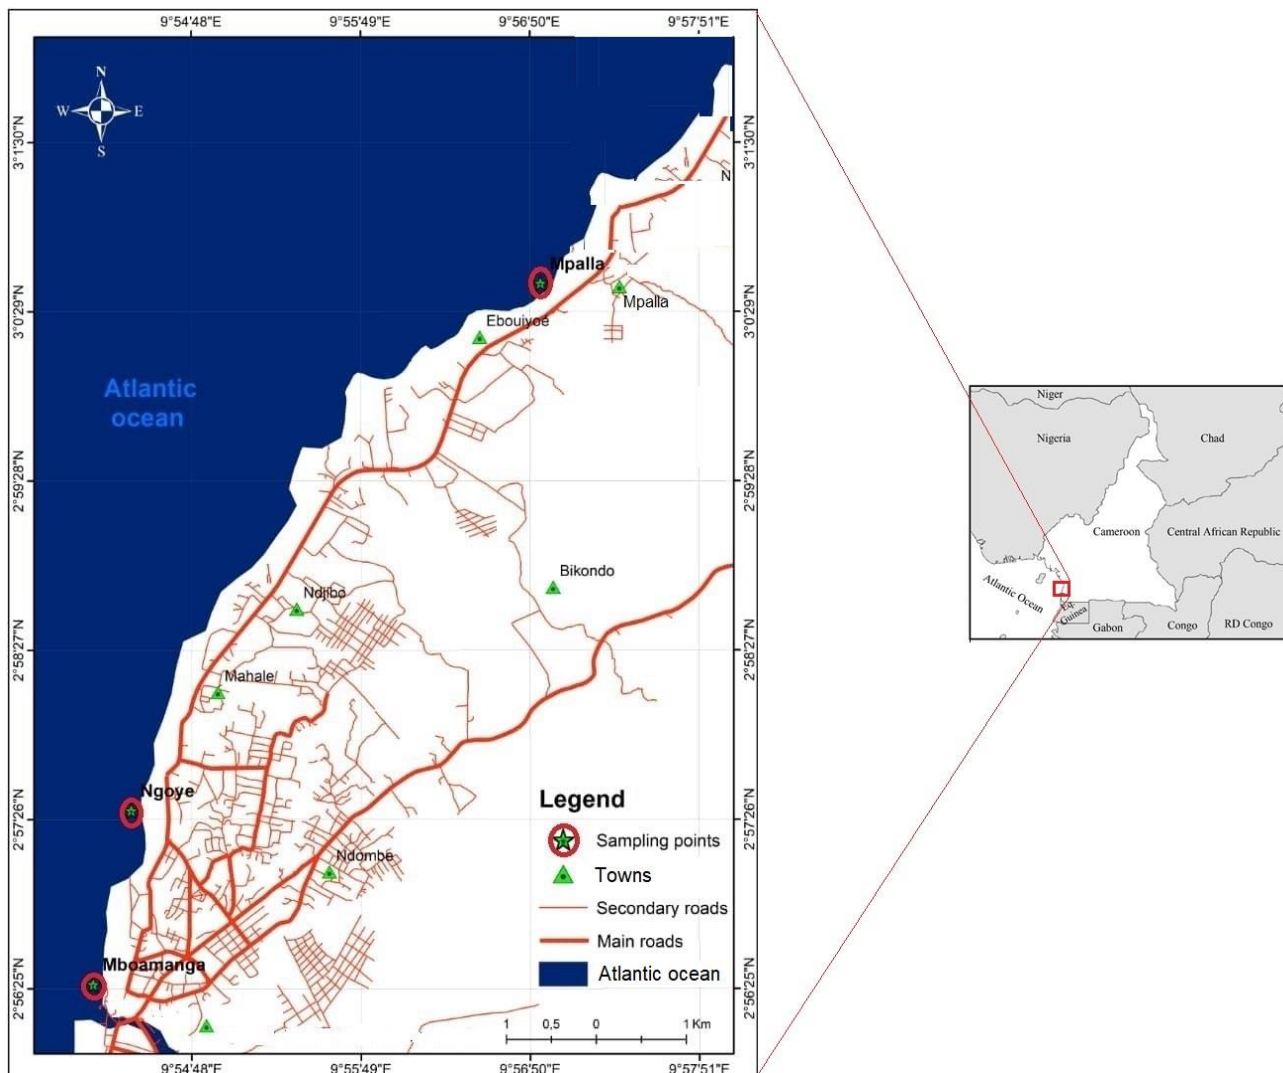 9°54'48"E
9°55'49"E
9°56'50"E
9°57'51"E
N
W
E
S
3°1'30"N
3°1'30"N
N
Mpalla
Mpalla
3°0'29"N
3°0'29"N
Ebouiyoe
Atlantic
ocean
2°59'28"N
2°59'28"N
Bikondo
Ndjibo
2°58'27"N
2°58'27"N
Mahale
Ngoye
2°57'26"N
2°57'26"N
Ndombe
Mboamanga
2°56'25"N
2°56'25"N
Legend
Sampling points
Towns
Secondary roads
Main roads
Atlantic ocean
1 0,5 0 1 Km
9°54'48"E
9°55'49"E
9°56'50"E
9°57'51"E
Niger
Nigeria
Chad
Cameroon
Central African Republic
Atlantic Ocean
Eq.
Guinea
Gabon
Congo
RD Congo